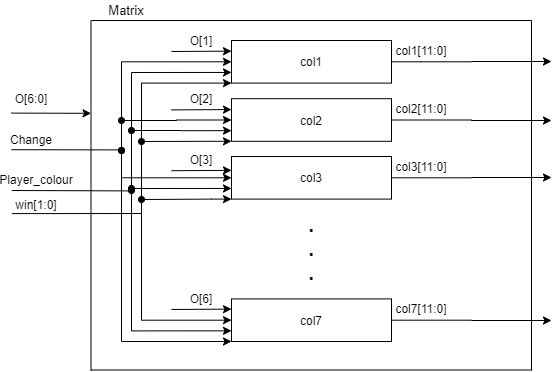 Matrix
O[1]
col1
col1[11:0]
O[6:0]
O[2]
col2
col2[11:0]
Change
O[3]
col3
col3[11:0]
Player_colour
win[1:0]
.
.
.
O[6]
col7
col7[11:0]